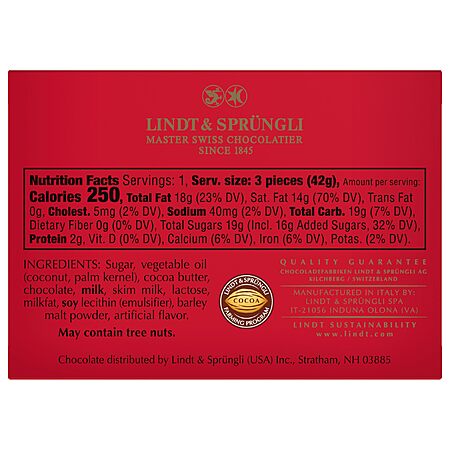 LINDT & SPRÜNGLI
MASTER SWISS CHOCOLATIER
SINCE 1845
Nutrition Facts Servings: 1, Serv. size: 3 pieces (42g), Amount per serving:
Calories 250, Total Fat 18g (23% DV), Sat. Fat 14g (70% DV), Trans Fat
0g, Cholest. 5mg (2% DV), Sodium 40mg (2% DV), Total Carb. 19g (7% DV),
Dietary Fiber 0g (0% DV), Total Sugars 19g (Incl. 16g Added Sugars, 32% DV),
Protein 2g, Vit. D (0% DV), Calcium (6% DV), Iron (6% DV), Potas. (2% DV).
INGREDIENTS: Sugar, vegetable oil
(coconut, palm kernel), cocoa butter,
chocolate, milk, skim milk, lactose,
milkfat, soy lecithin (emulsifier), barley
malt powder, artificial flavor.
May contain tree nuts.
LINDT & SPRÜNGLI
COCOA
FARMING PROGRAM
QUALITY GUARANTEE
CHOCOLADEFABRIKEN LINDT & SPRÜNGLI AG
KILCHBERG / SWITZERLAND
MANUFACTURED IN ITALY BY:
LINDT & SPRÜNGLI SPA
IT-21056 INDUNA OLONA (VA)
LINDT SUSTAINABILITY
www.lindt.com
Chocolate distributed by Lindt & Sprüngli (USA) Inc., Stratham, NH 03885